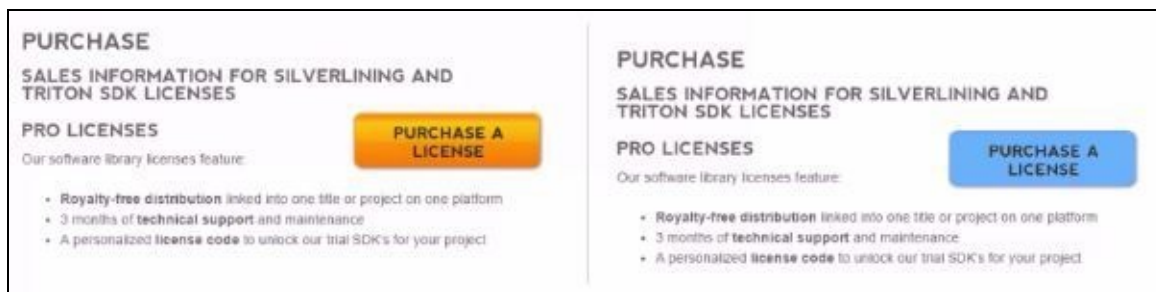 PURCHASE
SALES INFORMATION FOR SILVERLINING AND
TRITON SDK LICENSES
PRO LICENSES
PURCHASE A
LICENSE
Our software library licenses feature:
Royalty-free distribution linked into one title or project on one platform
3 months of technical support and maintenance
A personalized license code to unlock our trial SDK's for your project
PURCHASE
SALES INFORMATION FOR SILVERLINING AND
TRITON SDK LICENSES
PRO LICENSES
PURCHASE A
LICENSE
Our software library licenses feature:
Royalty-free distribution linked into one title or project on one platform
3 months of technical support and maintenance
A personalized license code to unlock our trial SDK's for your project